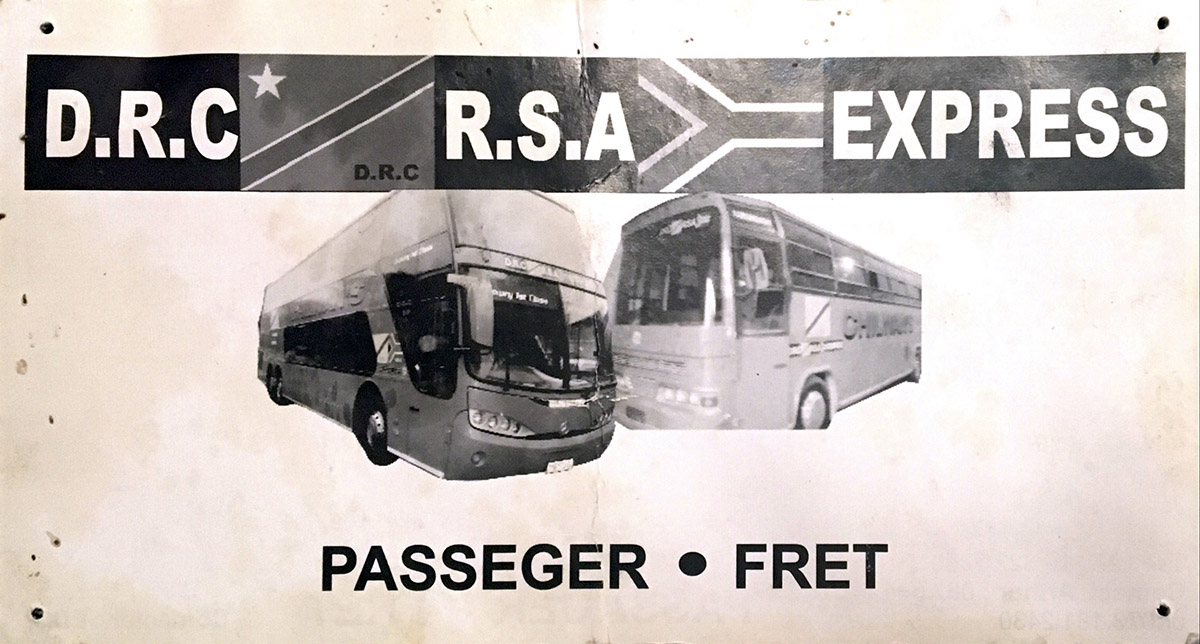 D.R.C R.S.A EXPRESS
D.R.C
PASSEGER • FRET